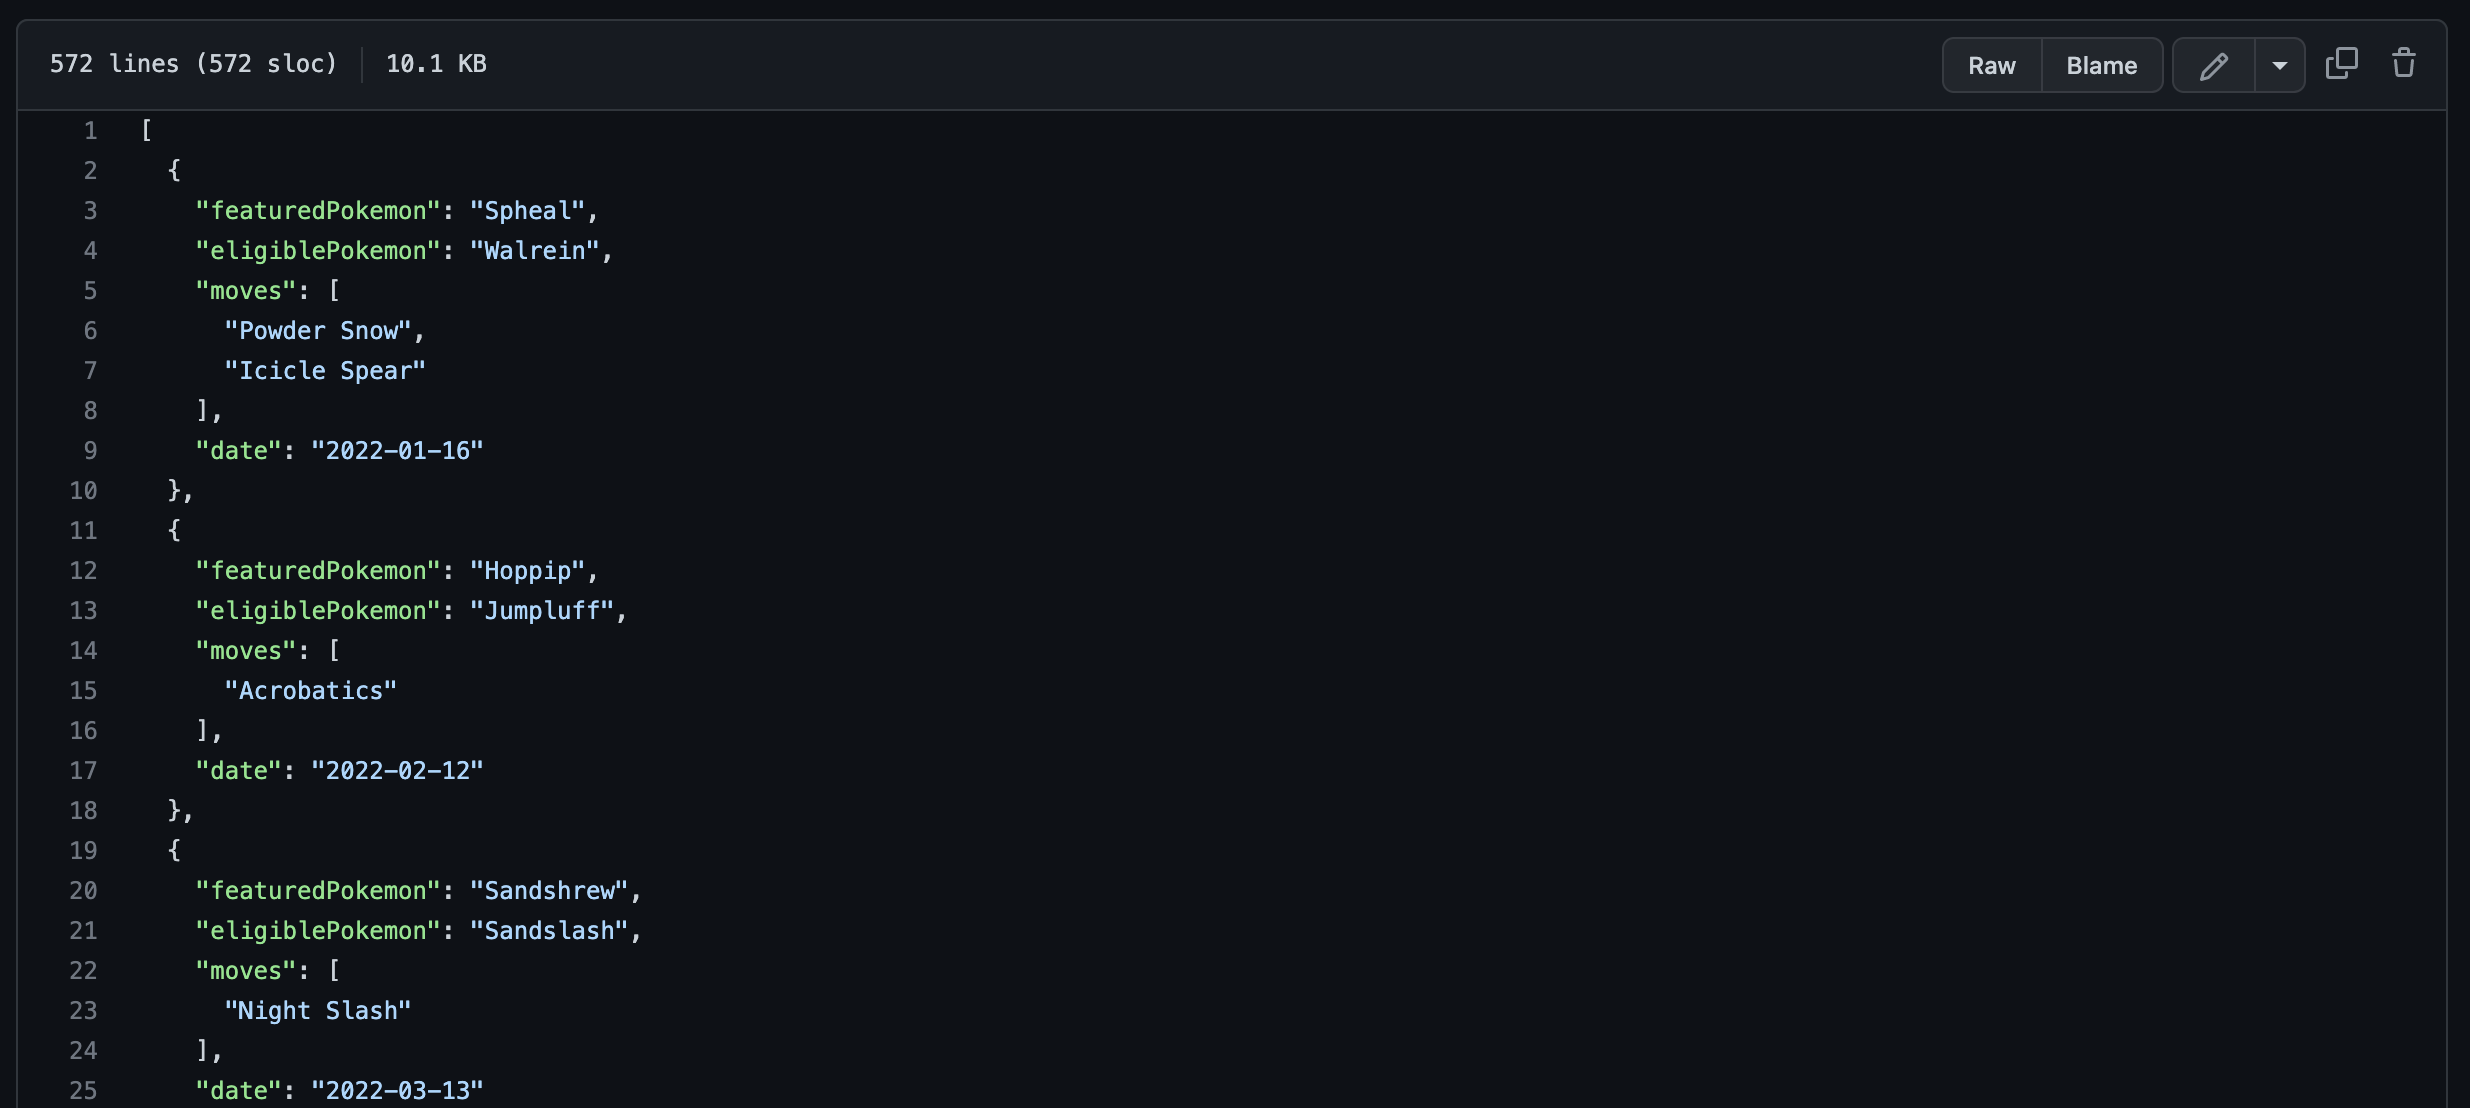 572 lines (572 sloc) 10.1 KB Raw Blame
1 [
2 {
3 "featuredPokemon": "Spheal",
4 "eligiblePokemon": "Walrein",
5 "moves": [
6 "Powder Snow",
7 "Icicle Spear"
8 ],
9 "date": "2022-01-16"
10 },
11 {
12 "featuredPokemon": "Hoppip",
13 "eligiblePokemon": "Jumpluff",
14 "moves": [
15 "Acrobatics"
16 ],
17 "date": "2022-02-12"
18 },
19 {
20 "featuredPokemon": "Sandshrew",
21 "eligiblePokemon": "Sandslash",
22 "moves": [
23 "Night Slash"
24 ],
25 "date": "2022-03-13"